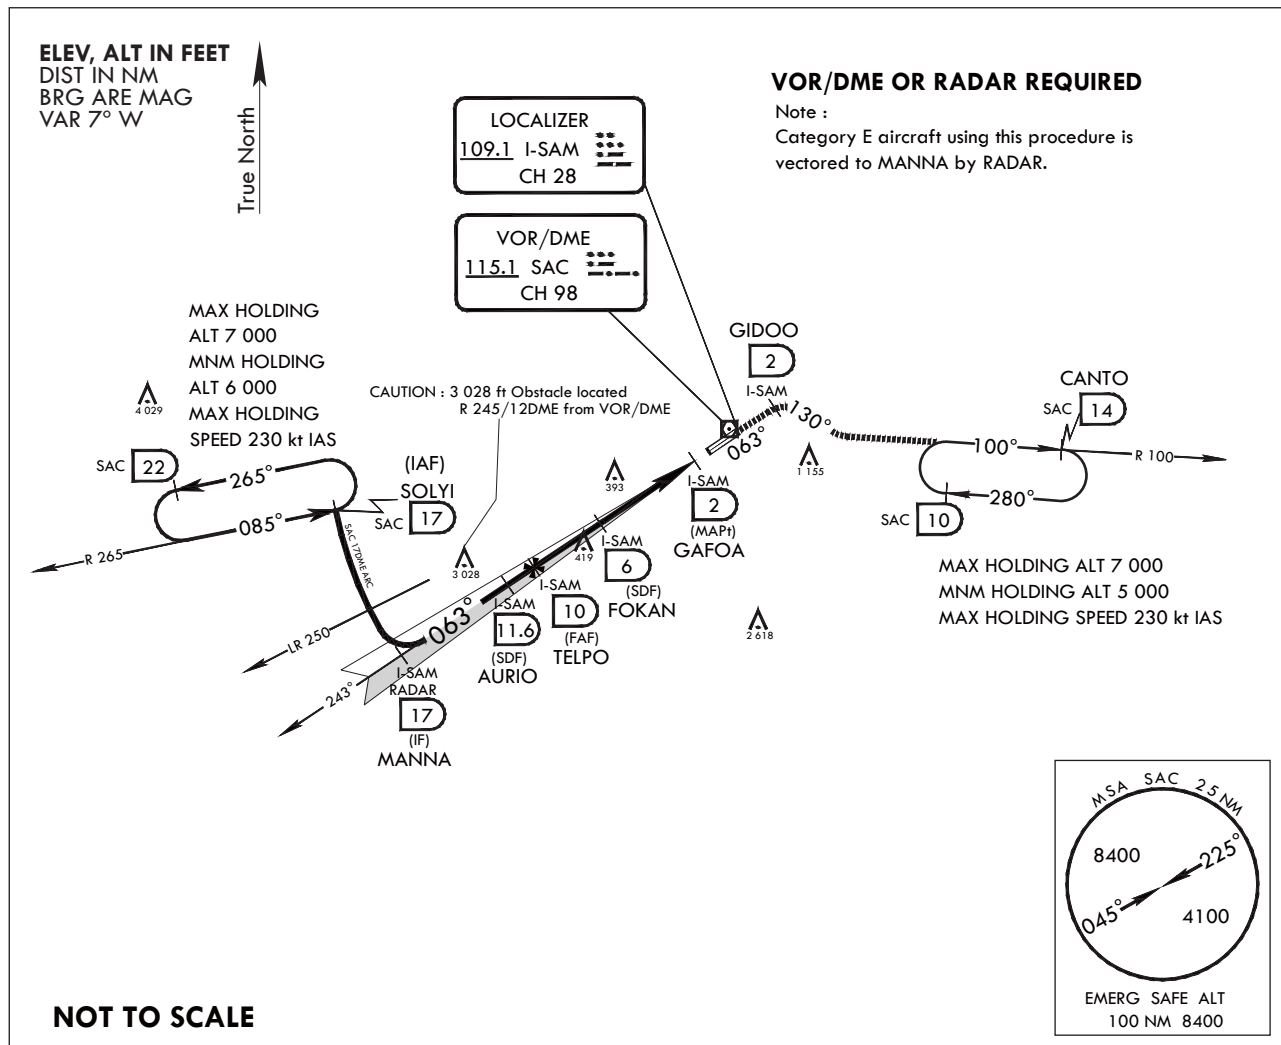 ELEV, ALT IN FEET
DIST IN NM
BRG ARE MAG
VAR 7° W
True North
VOR/DME OR RADAR REQUIRED
Note :
Category E aircraft using this procedure is
vectored to MANNA by RADAR.
LOCALIZER
109.1 I-SAM
CH 28
VOR/DME
115.1 SAC
CH 98
MAX HOLDING
ALT 7 000
MNM HOLDING
ALT 6 000
MAX HOLDING
SPEED 230 kt IAS
4 029
CAUTION : 3 028 ft Obstacle located
R 245/12DME from VOR/DME
GIDOO
2
I-SAM
130°
063°
1 155
CANTO
SAC 14
100°
R 100
280°
SAC 10
MAX HOLDING ALT 7 000
MNM HOLDING ALT 5 000
MAX HOLDING SPEED 230 kt IAS
SAC 22
265°
085°
R 265
(IAF)
SOLYI
SAC 17
SAC 17DME ARC
LR 250
243°
063°
3 028
393
419
2 618
I-SAM
2
(MAPt)
GAFOA
I-SAM
6
(SDF)
FOKAN
I-SAM
10
(FAF)
TELPO
I-SAM
11.6
(SDF)
AURIO
I-SAM
RADAR
17
(IF)
MANNA
MSA SAC 25 NM
8400
225°
045°
4100
EMERG SAFE ALT
100 NM 8400
NOT TO SCALE